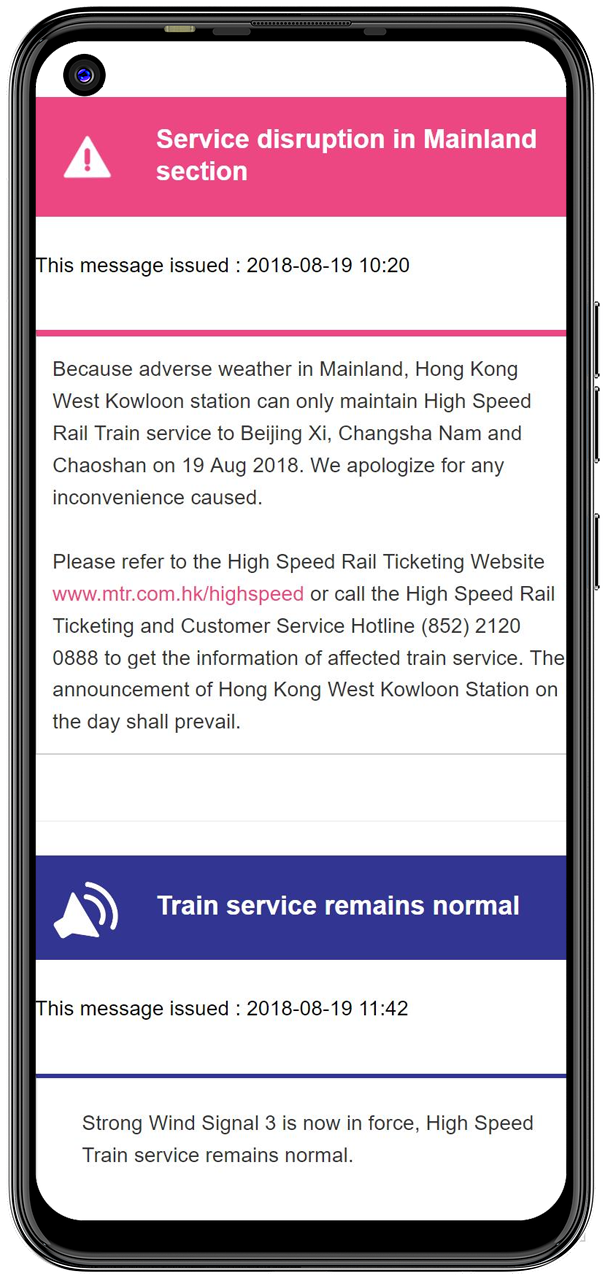 Service disruption in Mainland
section
This message issued : 2018-08-19 10:20
Because adverse weather in Mainland, Hong Kong
West Kowloon station can only maintain High Speed
Rail Train service to Beijing Xi, Changsha Nam and
Chaoshan on 19 Aug 2018. We apologize for any
inconvenience caused.
Please refer to the High Speed Rail Ticketing Website
www.mtr.com.hk/highspeed or call the High Speed Rail
Ticketing and Customer Service Hotline (852) 2120
0888 to get the information of affected train service. The
announcement of Hong Kong West Kowloon Station on
the day shall prevail.
Train service remains normal
This message issued : 2018-08-19 11:42
Strong Wind Signal 3 is now in force, High Speed
Train service remains normal.